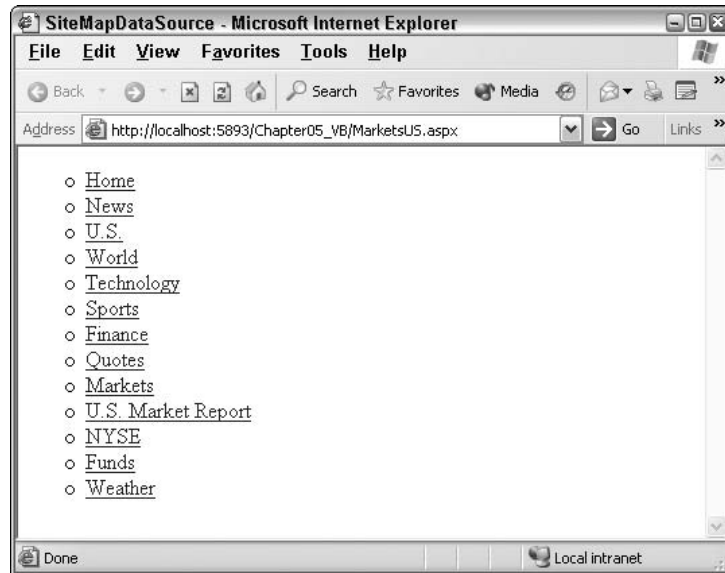 SiteMapDataSource - Microsoft Internet Explorer
File Edit View Favorites Tools Help
Back Search Favorites Media »
Address http://localhost:5893/Chapter05_VB/MarketsUS.aspx Go Links »
Home
News
U.S.
World
Technology
Sports
Finance
Quotes
Markets
U.S. Market Report
NYSE
Funds
Weather
Done Local intranet